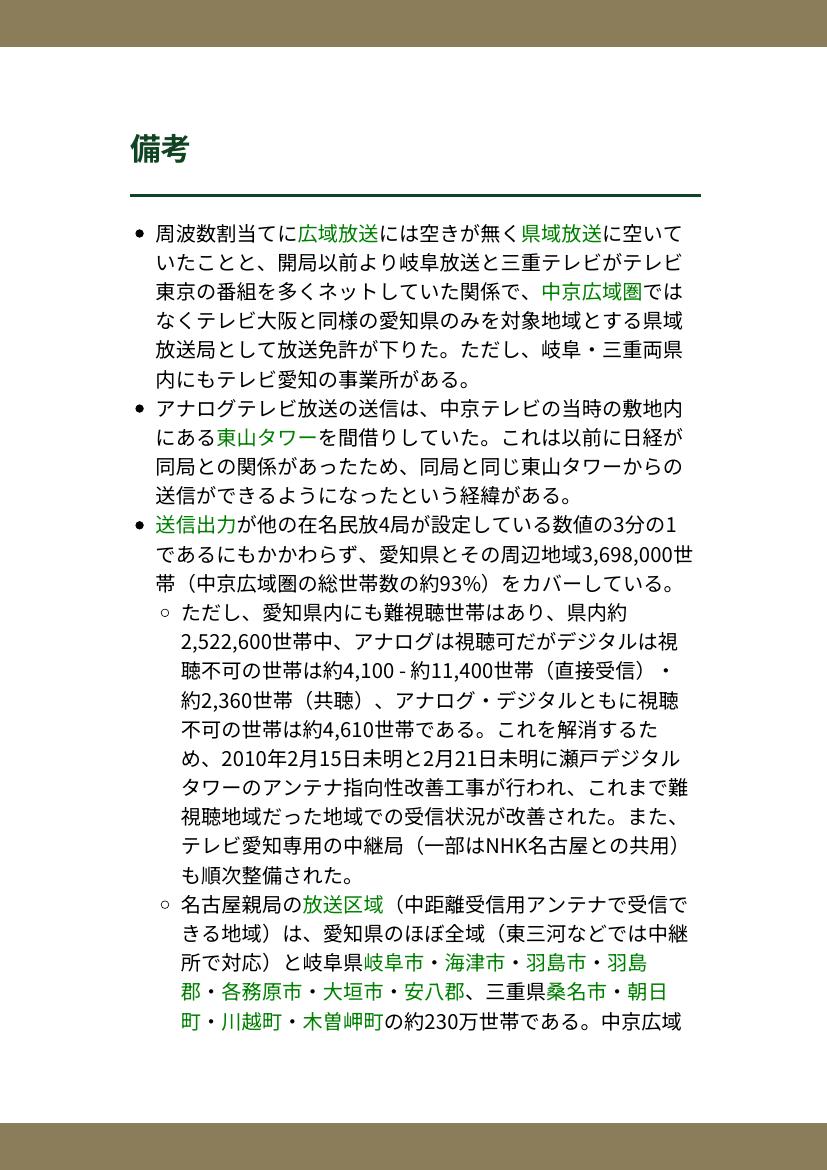 備考
周波数割当てに広域放送には空きが無く県域放送に空いて
いたことと、開局以前より岐阜放送と三重テレビがテレビ
東京の番組を多くネットしていた関係で、中京広域圏では
なくテレビ大阪と同様の愛知県のみを対象地域とする県域
放送局として放送免許が下りた。ただし、岐阜・三重両県
内にもテレビ愛知の事業所がある。
アナログテレビ放送の送信は、中京テレビの当時の敷地内
にある東山タワーを間借りしていた。これは以前に日経が
同局との関係があったため、同局と同じ東山タワーからの
送信ができるようになったという経緯がある。
送信出力が他の在名民放4局が設定している数値の3分の1
であるにもかかわらず、愛知県とその周辺地域3,698,000世
帯（中京広域圏の総世帯数の約93%）をカバーしている。
ただし、愛知県内にも難視聴世帯はあり、県内約
2,522,600世帯中、アナログは視聴可だがデジタルは視
聴不可の世帯は約4,100 - 約11,400世帯（直接受信）・
約2,360世帯（共聴）、アナログ・デジタルともに視聴
不可の世帯は約4,610世帯である。これを解消するた
め、2010年2月15日未明と2月21日未明に瀬戸デジタル
タワーのアンテナ指向性改善工事が行われ、これまで難
視聴地域だった地域での受信状況が改善された。また、
テレビ愛知専用の中継局（一部はNHK名古屋との共用）
も順次整備された。
名古屋親局の放送区域（中距離受信用アンテナで受信で
きる地域）は、愛知県のほぼ全域（東三河などでは中継
所で対応）と岐阜県岐阜市・海津市・羽島市・羽島
郡・各務原市・大垣市・安八郡、三重県桑名市・朝日
町・川越町・木曽岬町の約230万世帯である。中京広域